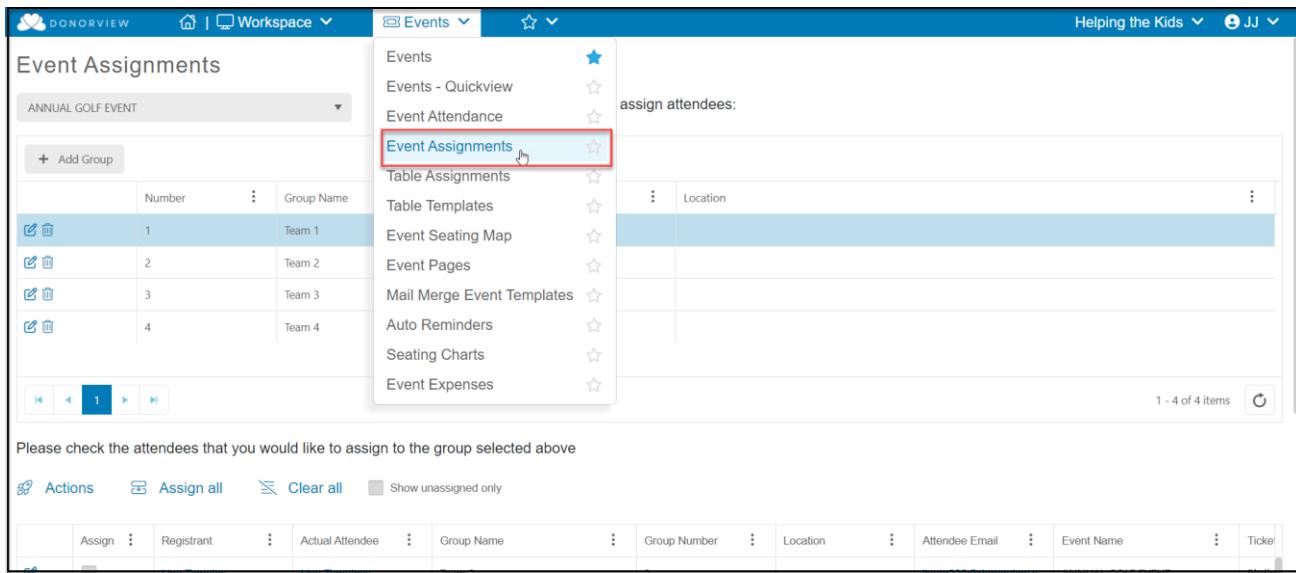 DONORVIEW | Workspace Events Helping the Kids JJ
Event Assignments
Events
Events - Quickview
ANNUAL GOLF EVENT
assign attendees:
Event Attendance
Event Assignments
+ Add Group
Table Assignments
Number Group Name Location
Table Templates
1 Team 1
Event Seating Map
2 Team 2
Event Pages
3 Team 3
Mail Merge Event Templates
4 Team 4
Auto Reminders
Seating Charts
Event Expenses
1
1 - 4 of 4 items
Please check the attendees that you would like to assign to the group selected above
Actions Assign all Clear all Show unassigned only
Assign Registrant Actual Attendee Group Name Group Number Location Attendee Email Event Name Ticket